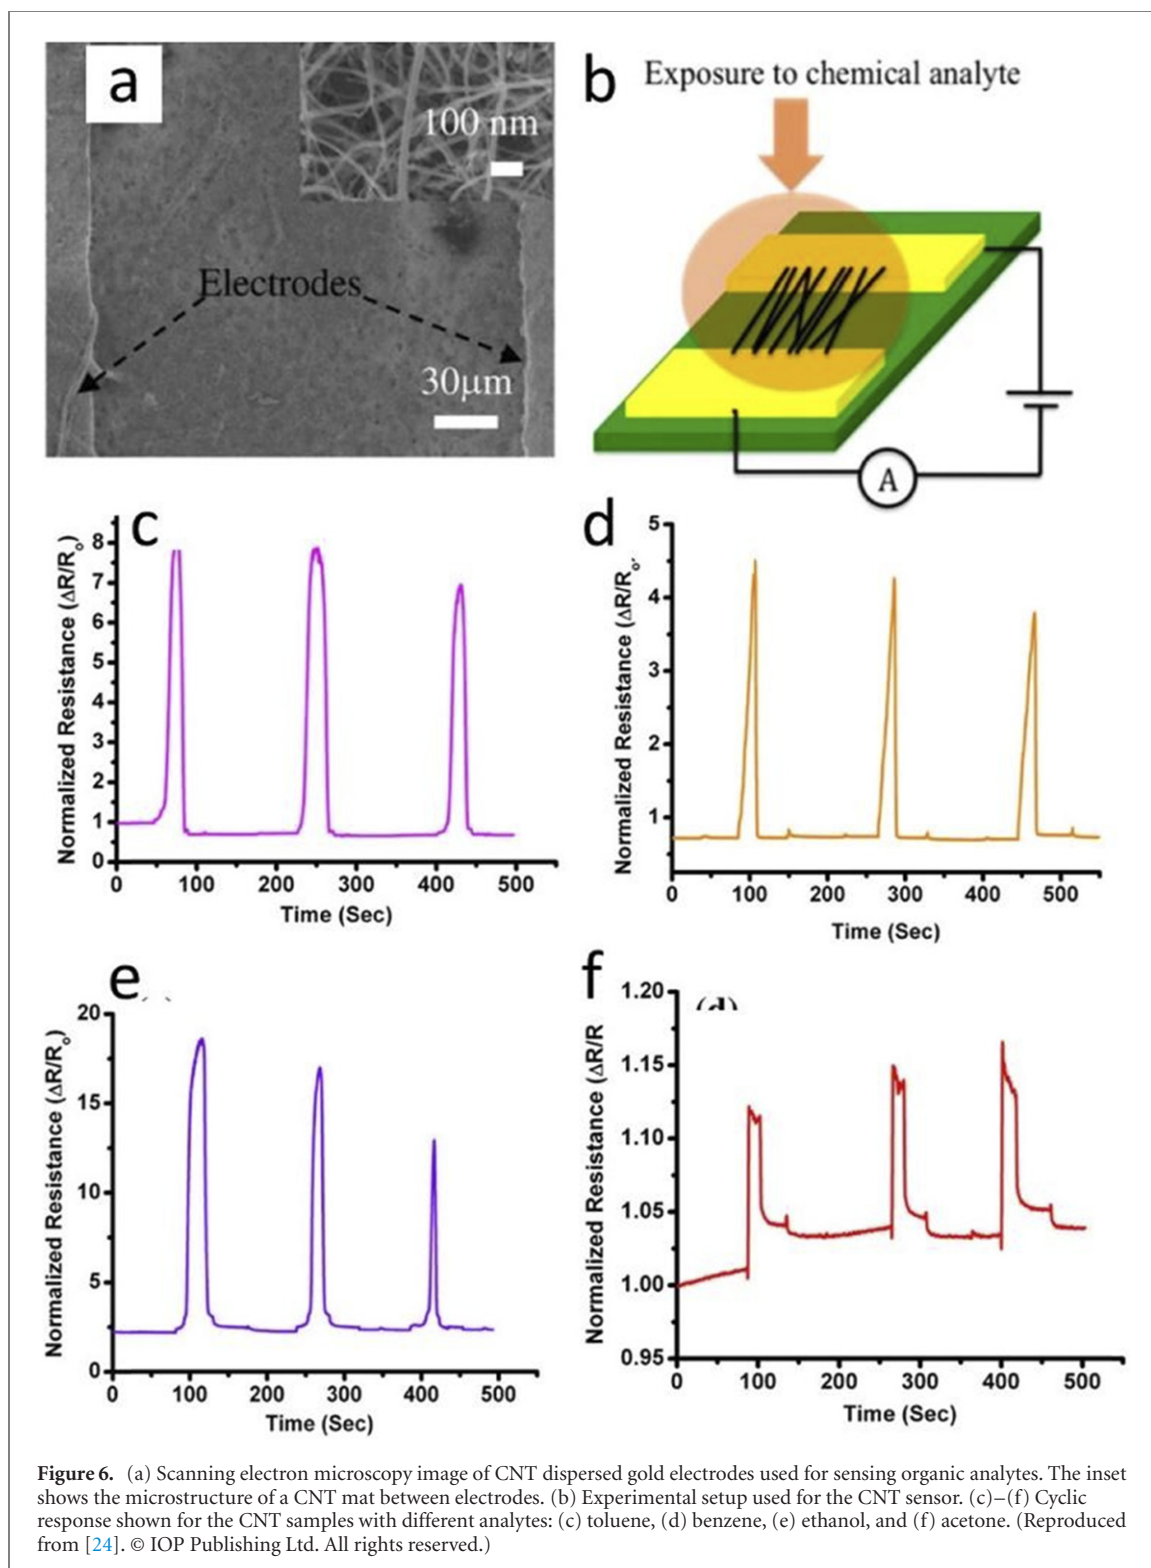 a
100 nm
Electrodes
30μm
b
Exposure to chemical analyte
A
c
Normalized Resistance (ΔR/Ro)
8
7
6
5
4
3
2
1
0
0 100 200 300 400 500
Time (Sec)
d
Normalized Resistance (ΔR/Ro.
5
4
3
2
1
0 100 200 300 400 500
Time (Sec)
e
Normalized Resistance (ΔR/Ro)
20
15
10
5
0
0 100 200 300 400 500
Time (Sec)
f
(d)
Normalized Resistance (ΔR/R
1.20
1.15
1.10
1.05
1.00
0.95
0 100 200 300 400 500
Time (Sec)
Figure 6. (a) Scanning electron microscopy image of CNT dispersed gold electrodes used for sensing organic analytes. The inset
shows the microstructure of a CNT mat between electrodes. (b) Experimental setup used for the CNT sensor. (c)–(f) Cyclic
response shown for the CNT samples with different analytes: (c) toluene, (d) benzene, (e) ethanol, and (f) acetone. (Reproduced
from [24]. © IOP Publishing Ltd. All rights reserved.)